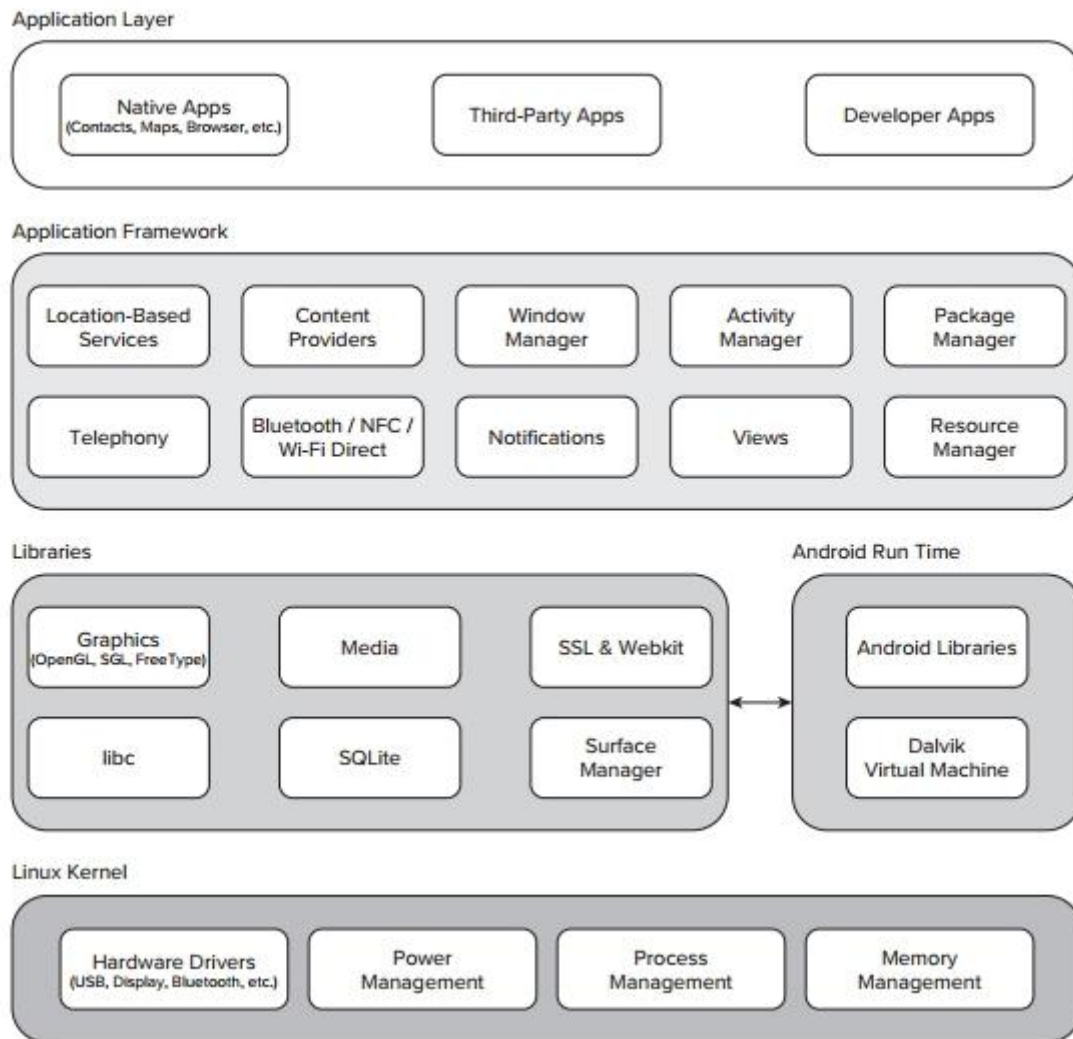 Application Layer
Native Apps
(Contacts, Maps, Browser, etc.)
Third-Party Apps
Developer Apps
Application Framework
Location-Based
Services
Content
Providers
Window
Manager
Activity
Manager
Package
Manager
Telephony
Bluetooth / NFC /
Wi-Fi Direct
Notifications
Views
Resource
Manager
Libraries
Graphics
(OpenGL, SGL, FreeType)
Media
SSL & Webkit
libc
SQLite
Surface
Manager
Android Run Time
Android Libraries
Dalvik
Virtual Machine
Linux Kernel
Hardware Drivers
(USB, Display, Bluetooth, etc.)
Power
Management
Process
Management
Memory
Management